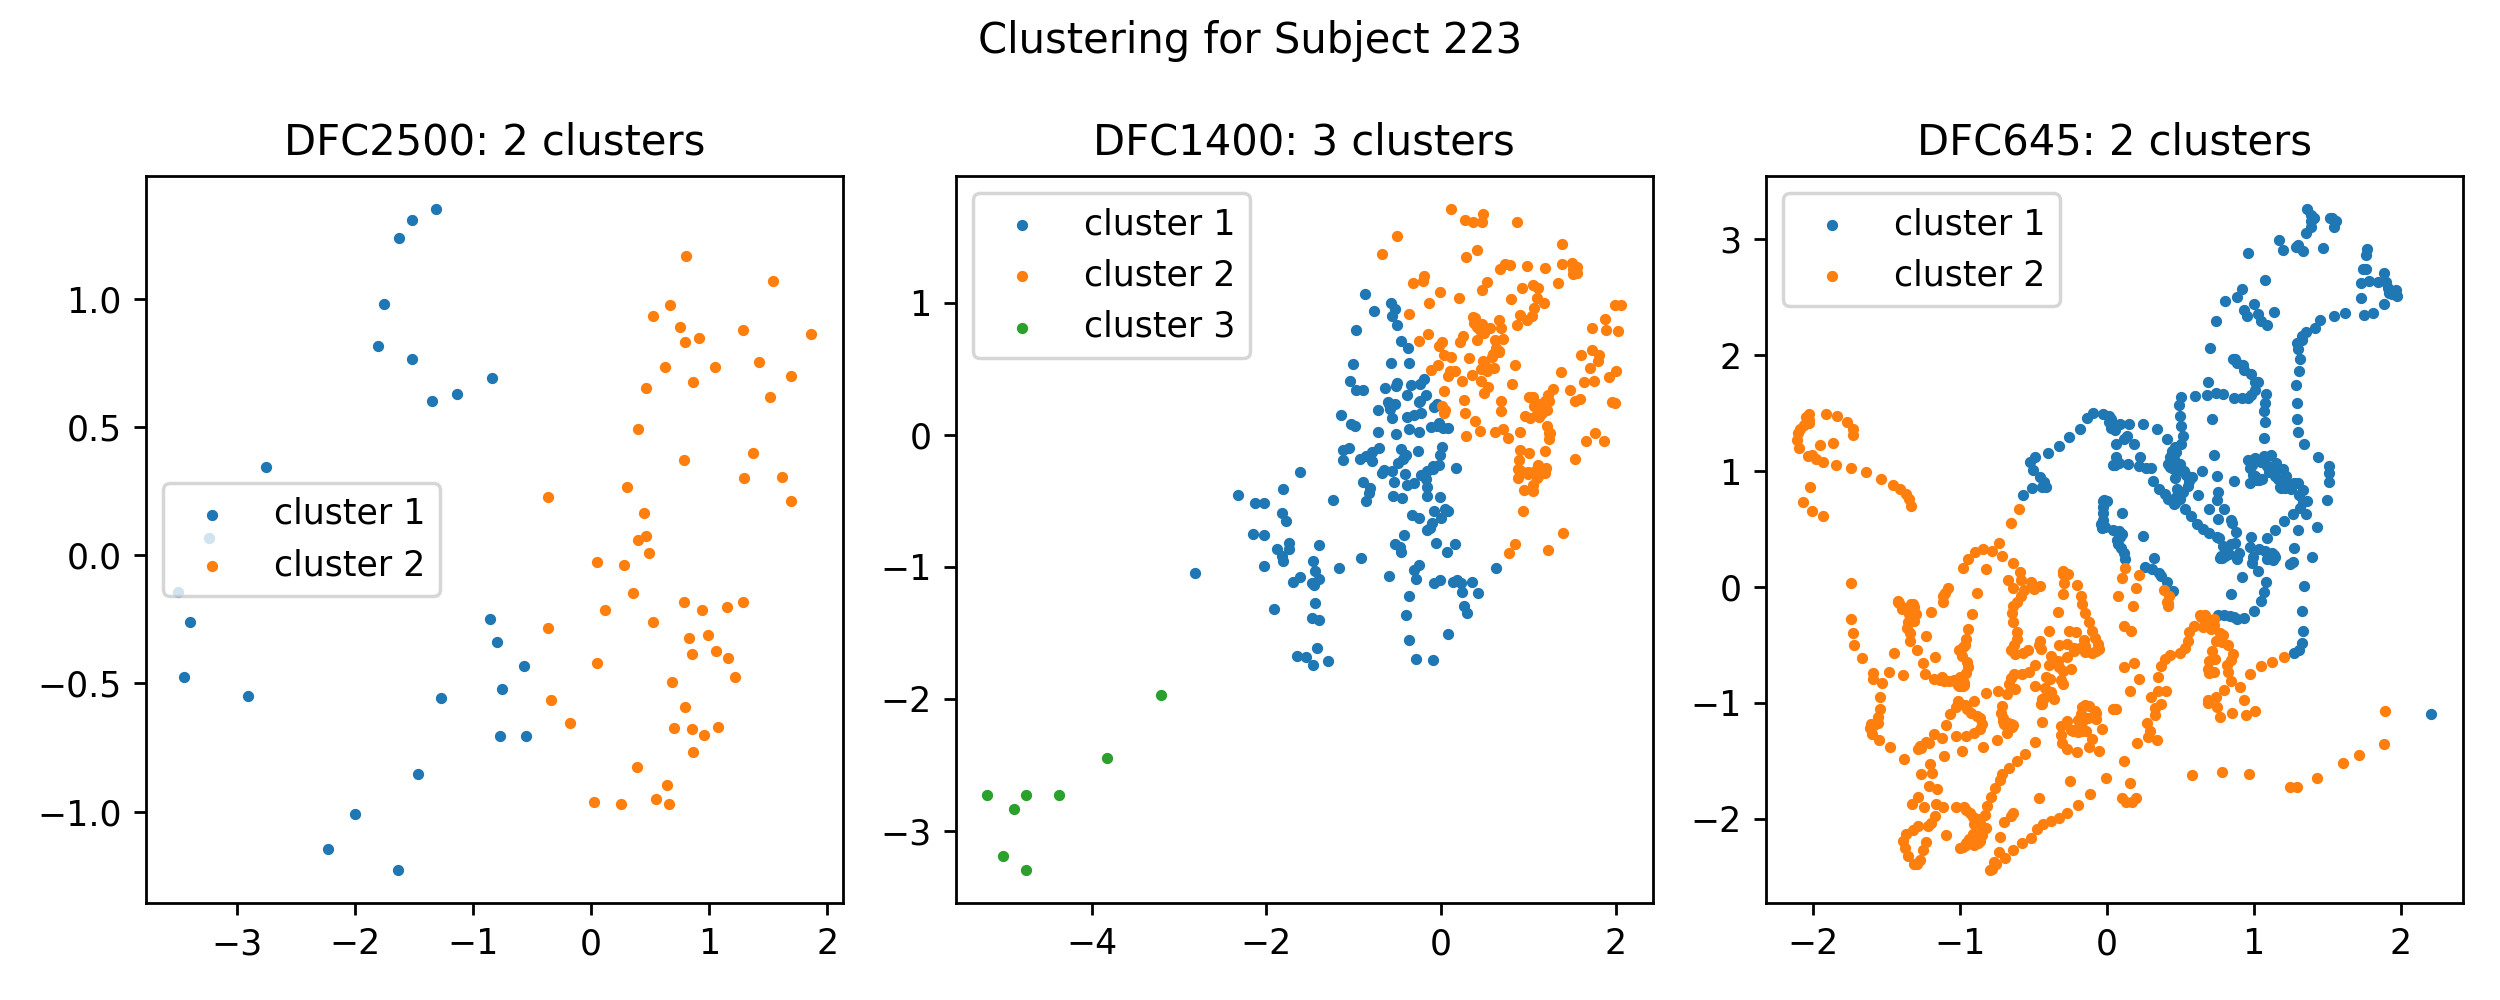 Clustering for Subject 223
DFC2500: 2 clusters
1.0
0.5
0.0
−0.5
−1.0
−3
−2
−1
0
1
2
cluster 1
cluster 2
DFC1400: 3 clusters
1
0
−1
−2
−3
−4
−2
0
2
cluster 1
cluster 2
cluster 3
DFC645: 2 clusters
3
2
1
0
−1
−2
−2
−1
0
1
2
cluster 1
cluster 2